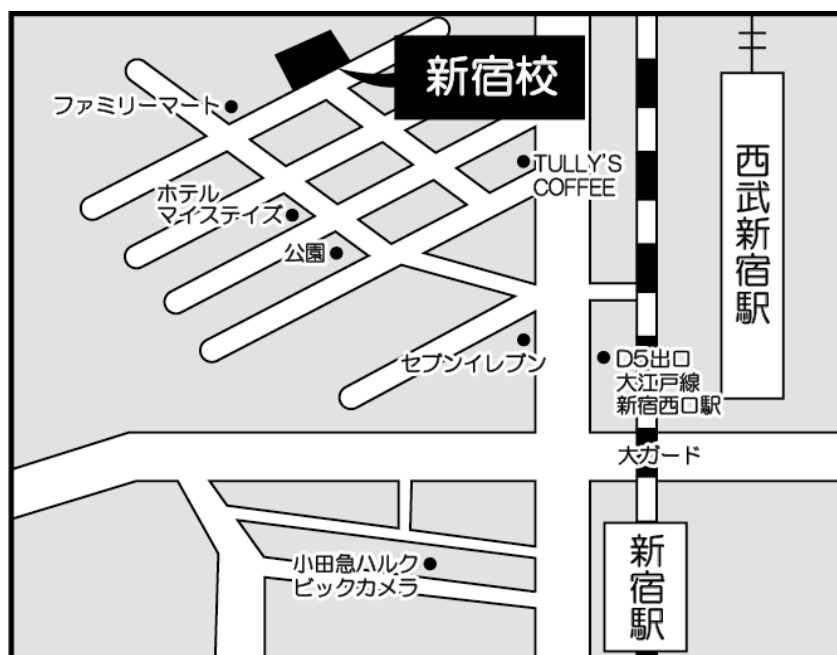 新宿校
ファミリーマート
西武新宿駅
TULLY'S
COFFEE
ホテル
マイステイズ
公園
セブンイレブン
D5出口
大江戸線
新宿西口駅
大ガード
小田急ハルク
ビックカメラ
新宿駅